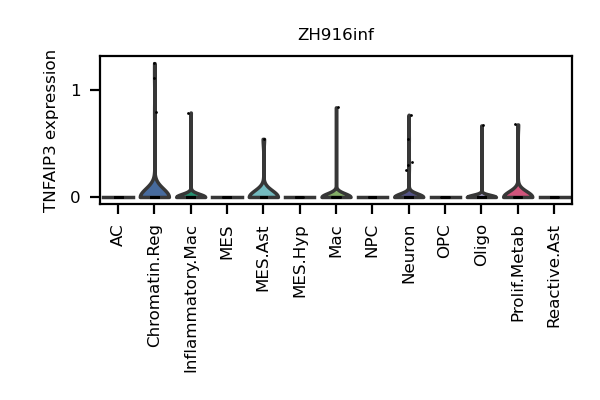 ZH916inf
TNFAIP3 expression
1
0
AC
Chromatin.Reg
Inflammatory.Mac
MES
MES.Ast
MES.Hyp
Mac
NPC
Neuron
OPC
Oligo
Prolif.Metab
Reactive.Ast